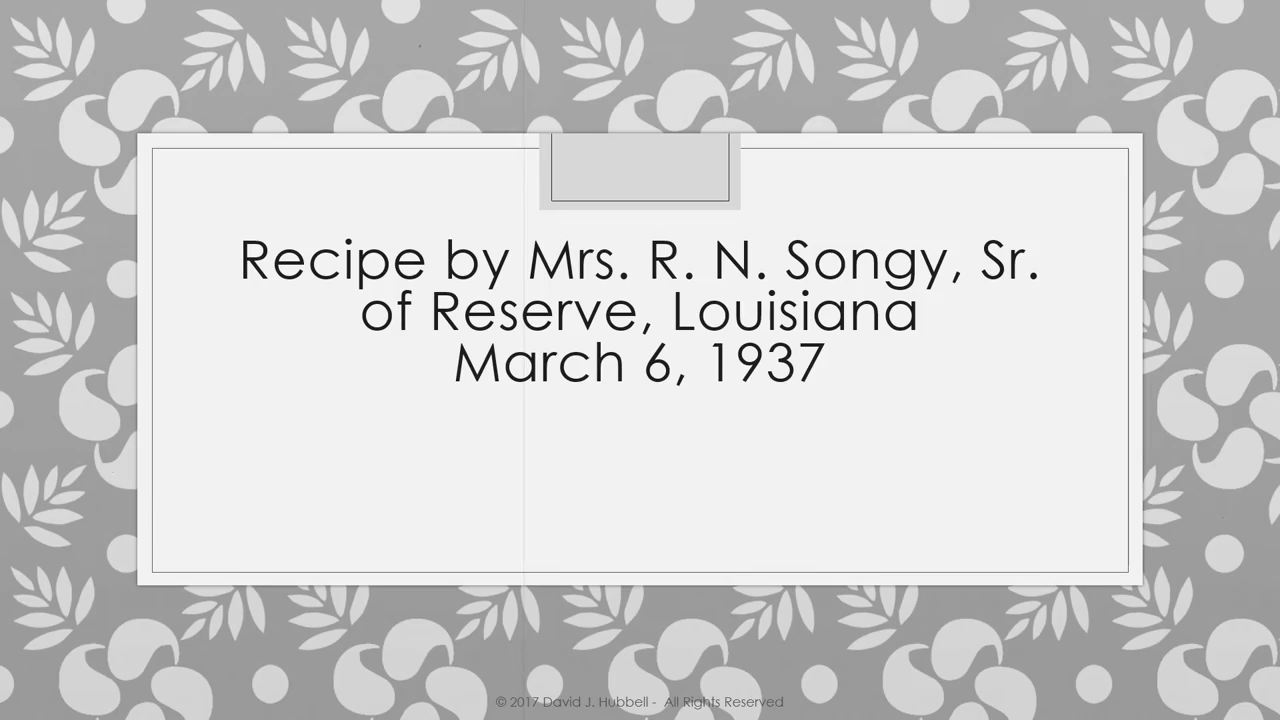 Recipe by Mrs. R. N. Songy, Sr.
of Reserve, Louisiana
March 6, 1937
© 2017 David J. Hubbell - All Rights Reserved